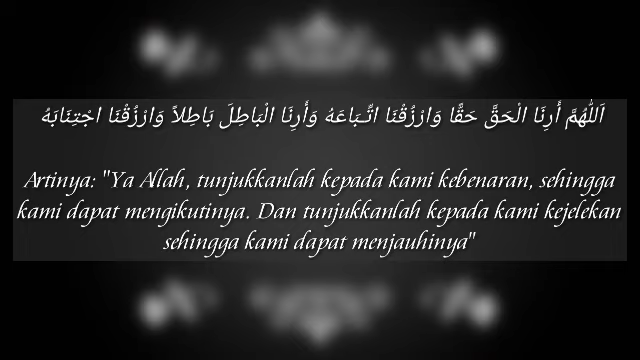 اَللّٰهُمَّ أَرِنَا الْحَقَّ حَقًّا وَارْزُقْنَا اتِّبَاعَهُ وَأَرِنَا الْبَاطِلَ بَاطِلاً وَارْزُقْنَا اجْتِنَابَهُ
Artinya: "Ya Allah, tunjukkanlah kepada kami kebenaran, sehingga
kami dapat mengikutinya. Dan tunjukkanlah kepada kami kejelekan
sehingga kami dapat menjauhinya"